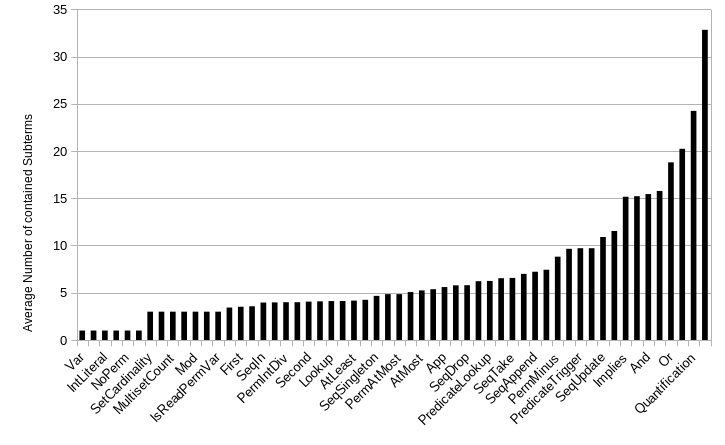 35
30
25
20
15
10
5
0
Average Number of contained Subterms
Var
IntLiteral
NoPerm
SetCardinality
MultisetCount
Mod
IsReadPermVar
First
SeqIn
PermIntDiv
Second
Lookup
AtLeast
SeqSingleton
PermAtMost
AtMost
App
SeqDrop
PredicateLookup
SeqTake
SeqAppend
PermMinus
PredicateTrigger
SeqUpdate
Implies
And
Or
Quantification